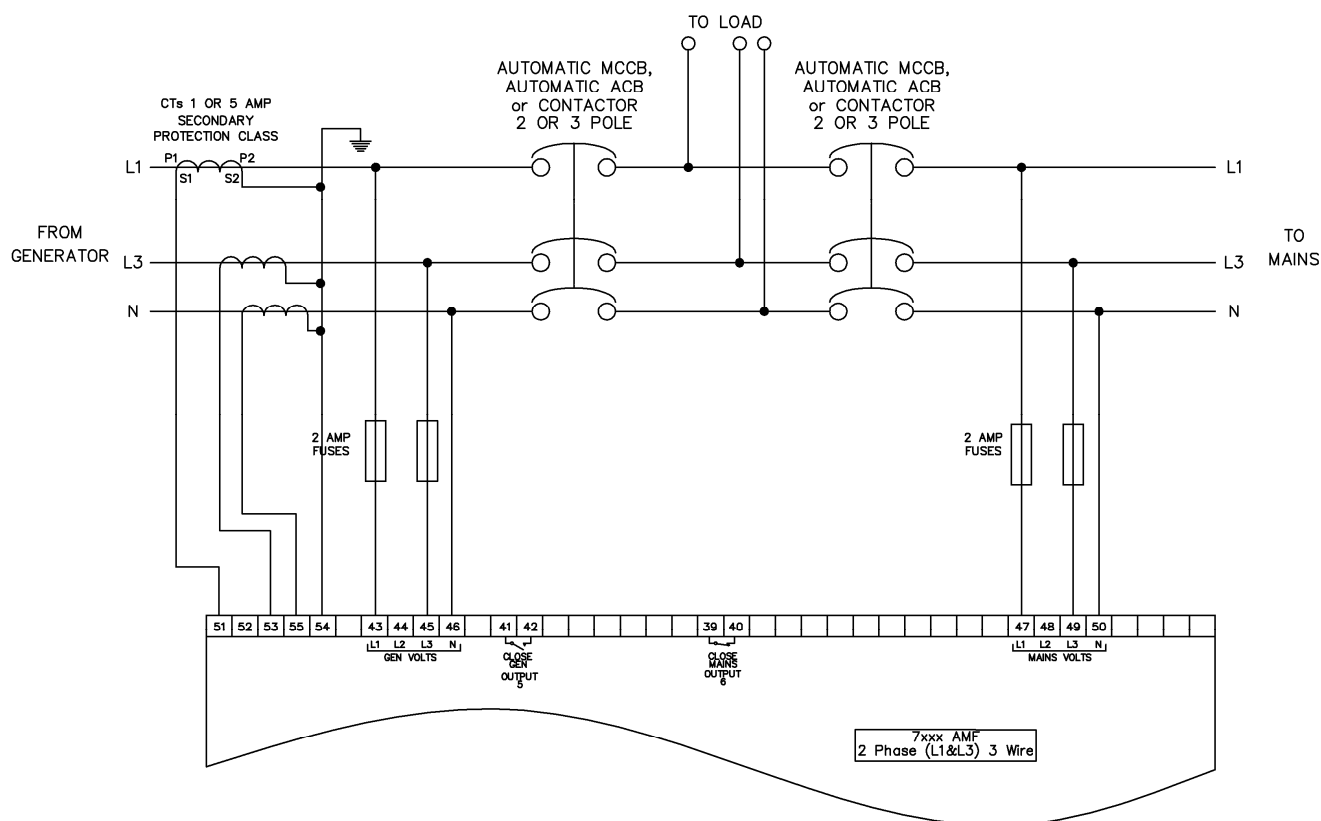 TO LOAD
AUTOMATIC MCCB,
AUTOMATIC ACB
or CONTACTOR
2 OR 3 POLE
AUTOMATIC MCCB,
AUTOMATIC ACB
or CONTACTOR
2 OR 3 POLE
CTs 1 OR 5 AMP
SECONDARY
PROTECTION CLASS
L1
P1
P2
S1
S2
L1
FROM
GENERATOR
L3
N
L3
N
TO
MAINS
2 AMP
FUSES
2 AMP
FUSES
51 52 53 55 54 43 44 45 46 41 42 39 40 47 48 49 50
L1 L2 L3 N
GEN VOLTS
CLOSE
GEN
OUTPUT
5
CLOSE
MAINS
OUTPUT
6
L1 L2 L3 N
MAINS VOLTS
7xxx AMF
2 Phase (L1&L3) 3 Wire